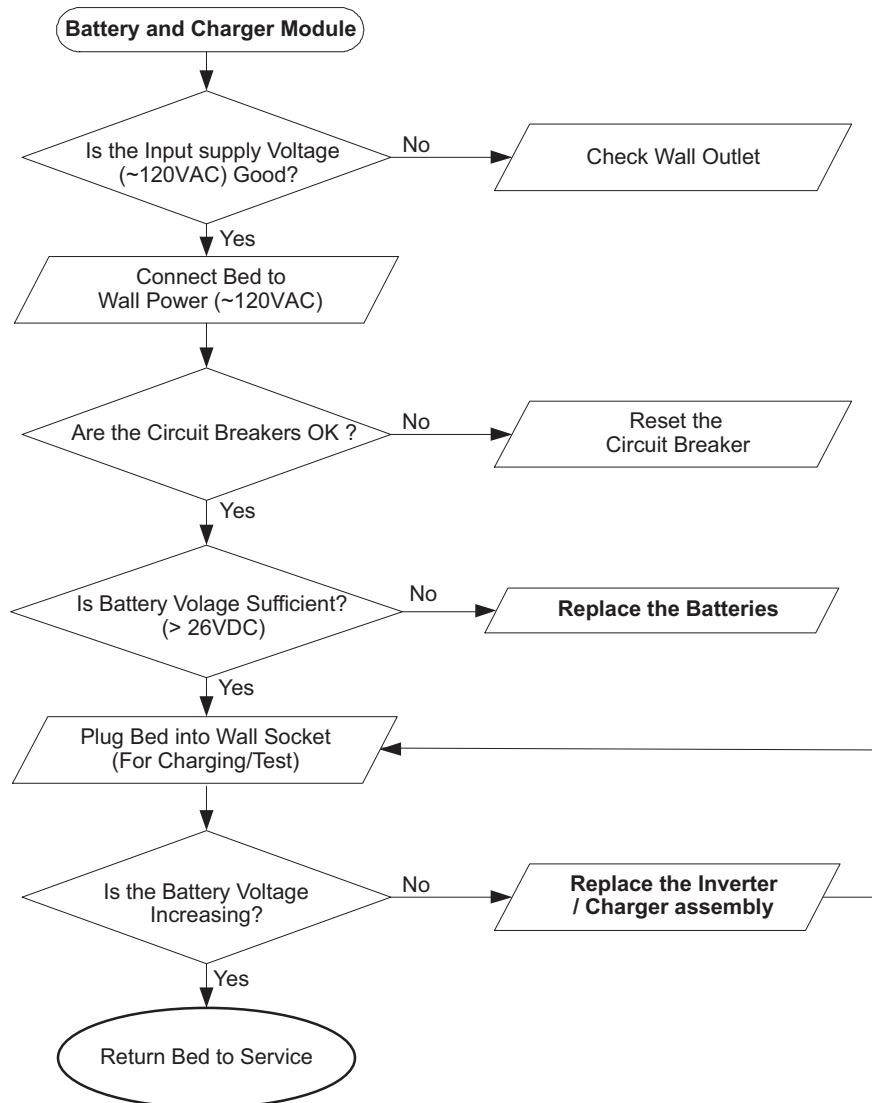 Battery and Charger Module
Is the Input supply Voltage
(~120VAC) Good?
No
Check Wall Outlet
Yes
Connect Bed to
Wall Power (~120VAC)
Are the Circuit Breakers OK ?
No
Reset the
Circuit Breaker
Yes
Is Battery Volage Sufficient?
(> 26VDC)
No
Replace the Batteries
Yes
Plug Bed into Wall Socket
(For Charging/Test)
Is the Battery Voltage
Increasing?
No
Replace the Inverter
/ Charger assembly
Yes
Return Bed to Service